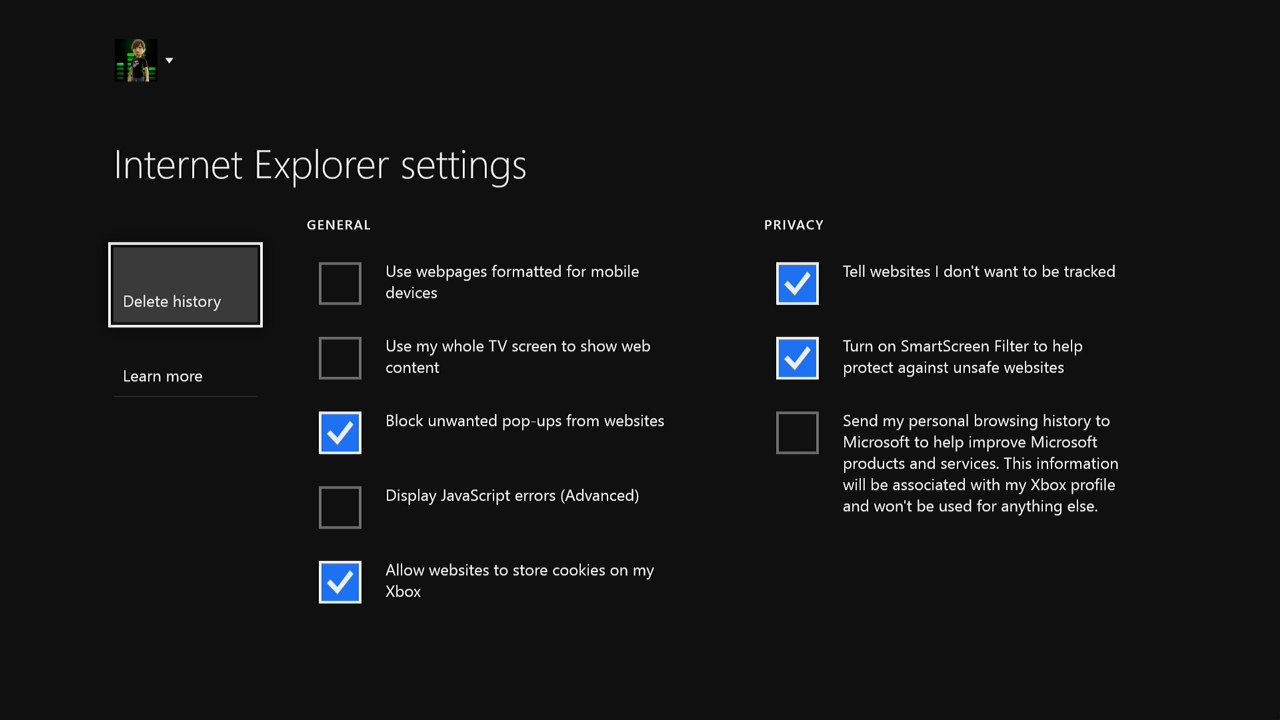 Internet Explorer settings
Delete history
Learn more
GENERAL
Use webpages formatted for mobile
devices
Use my whole TV screen to show web
content
Block unwanted pop-ups from websites
Display JavaScript errors (Advanced)
Allow websites to store cookies on my
Xbox
PRIVACY
Tell websites I don't want to be tracked
Turn on SmartScreen Filter to help
protect against unsafe websites
Send my personal browsing history to
Microsoft to help improve Microsoft
products and services. This information
will be associated with my Xbox profile
and won't be used for anything else.